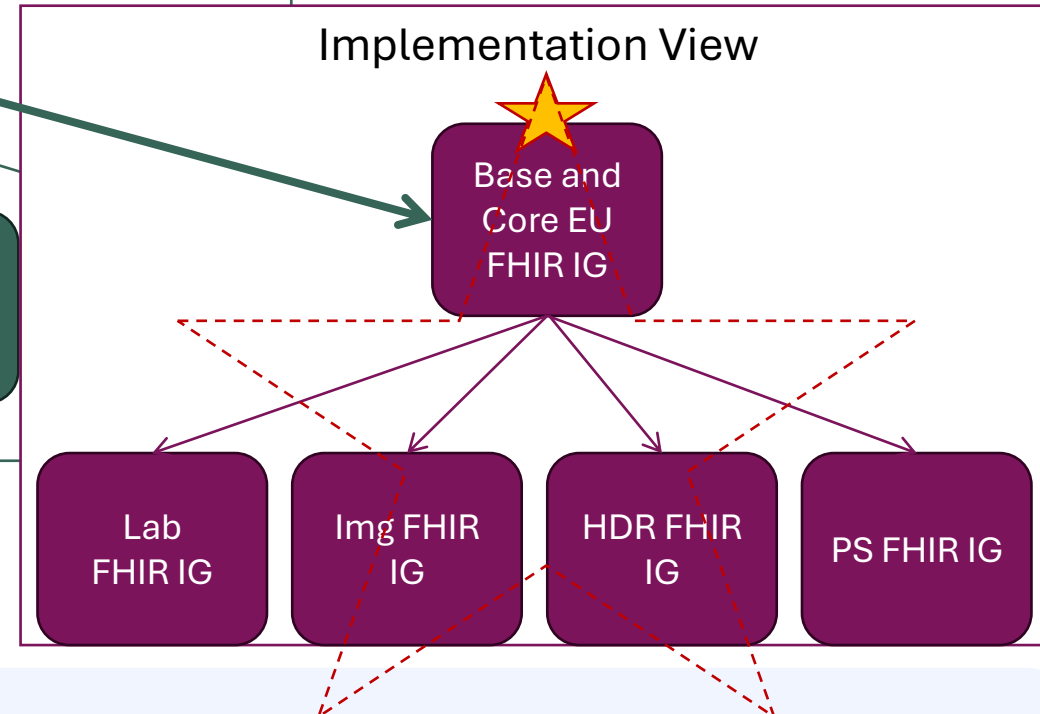 Implementation View
Base and
Core EU
FHIR IG
Lab
FHIR IG
Img FHIR
IG
HDR FHIR
IG
PS FHIR IG